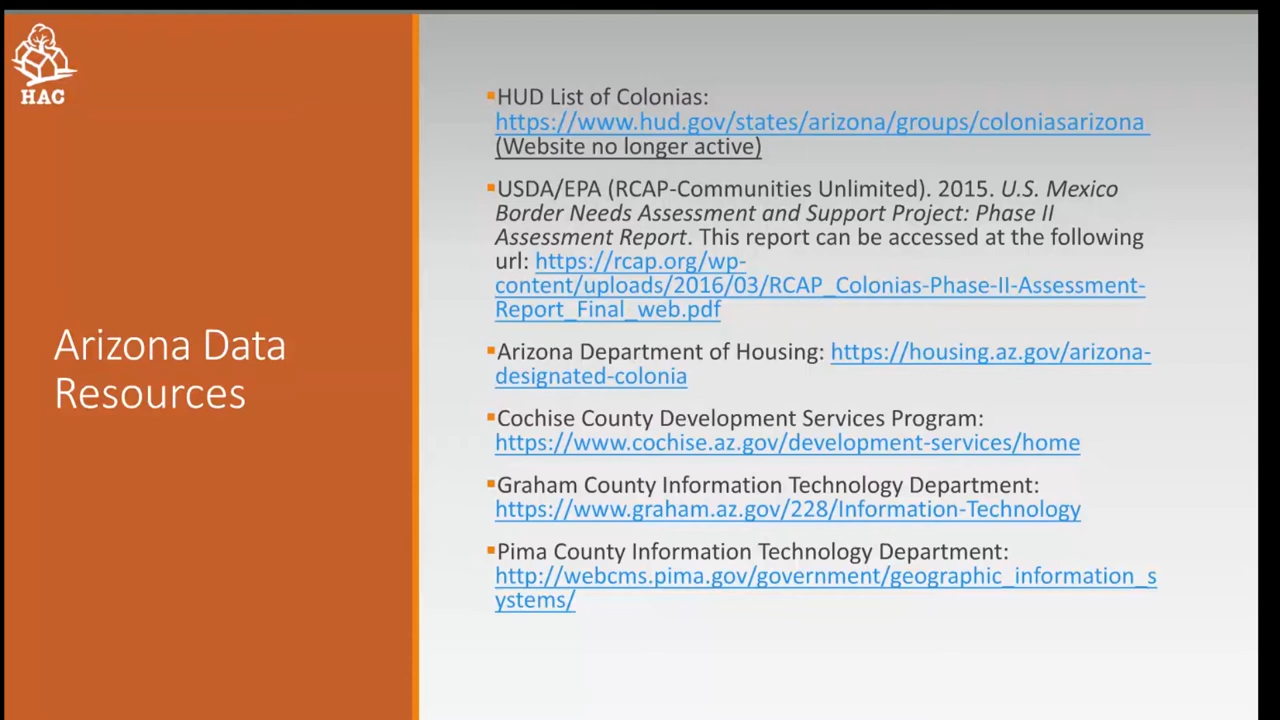 HAC
Arizona Data
Resources
HUD List of Colonias:
https://www.hud.gov/states/arizona/groups/coloniasarizona
(Website no longer active)
USDA/EPA (RCAP-Communities Unlimited). 2015. U.S. Mexico
Border Needs Assessment and Support Project: Phase II
Assessment Report. This report can be accessed at the following
url: https://rcap.org/wp-
content/uploads/2016/03/RCAP_Colonias-Phase-II-Assessment-
Report_Final_web.pdf
Arizona Department of Housing: https://housing.az.gov/arizona-
designated-colonia
Cochise County Development Services Program:
https://www.cochise.az.gov/development-services/home
Graham County Information Technology Department:
https://www.graham.az.gov/228/Information-Technology
Pima County Information Technology Department:
http://webcms.pima.gov/government/geographic_information_s
ystems/